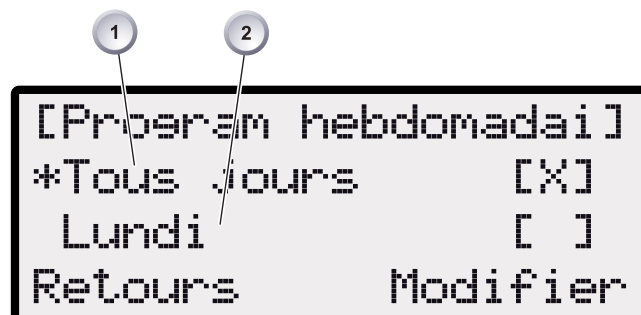 1 2
[Program hebdomadai]
*Tous jours [X]
Lundi [ ]
Retours Modifier